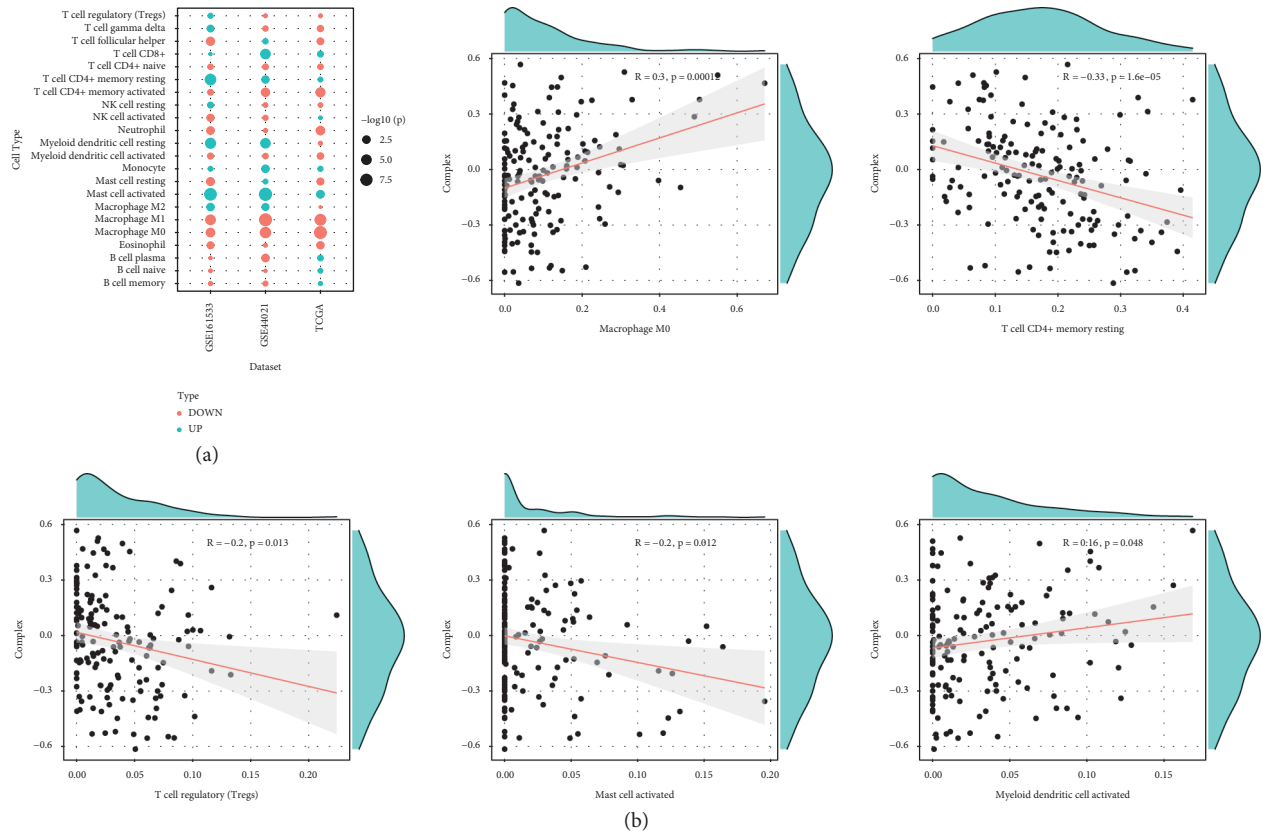 T cell regulatory (Tregs)
T cell gamma delta
T cell follicular helper
T cell CD8+
T cell CD4+ naive
T cell CD4+ memory resting
T cell CD4+ memory activated
NK cell resting
NK cell activated
Neutrophil
Myeloid dendritic cell resting
Myeloid dendritic cell activated
Monocyte
Mast cell resting
Mast cell activated
Macrophage M2
Macrophage M1
Macrophage M0
Eosinophil
B cell plasma
B cell naive
B cell memory
Cell Type
GSE161533
GSE44021
TCGA
Dataset
−log10 (p)
2.5
5.0
7.5
Type
DOWN
UP
(a)
R = 0.3, p = 0.00012
Complex
0.6
0.3
0.0
−0.3
−0.6
0.0
0.2
0.4
0.6
Macrophage M0
R = −0.33, p = 1.6e−05
Complex
0.6
0.3
0.0
−0.3
−0.6
0.0
0.1
0.2
0.3
0.4
T cell CD4+ memory resting
R = −0.2, p = 0.013
Complex
0.6
0.3
0.0
−0.3
−0.6
0.00
0.05
0.10
0.15
0.20
T cell regulatory (Tregs)
R = −0.2, p = 0.012
Complex
0.6
0.3
0.0
−0.3
−0.6
0.00
0.05
0.10
0.15
0.20
Mast cell activated
R = 0.16, p = 0.048
Complex
0.6
0.3
0.0
−0.3
−0.6
0.00
0.05
0.10
0.15
Myeloid dendritic cell activated
(b)